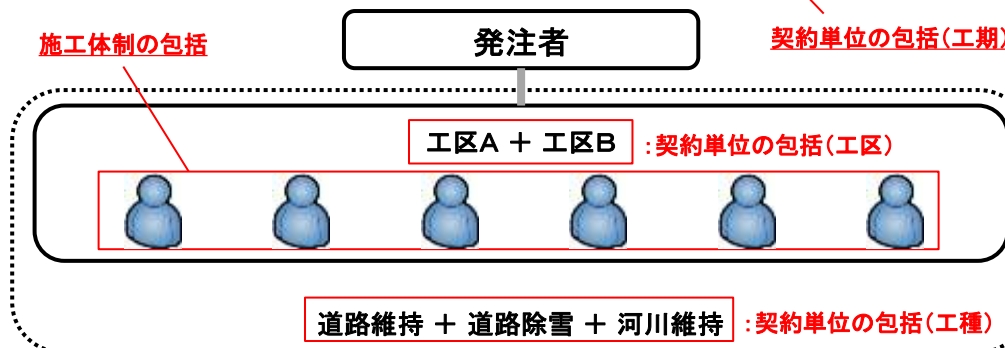 施工体制の包括
発注者
契約単位の包括(工期)
工区A ＋ 工区B
:契約単位の包括(工区)
道路維持 ＋ 道路除雪 ＋ 河川維持
:契約単位の包括(工種)